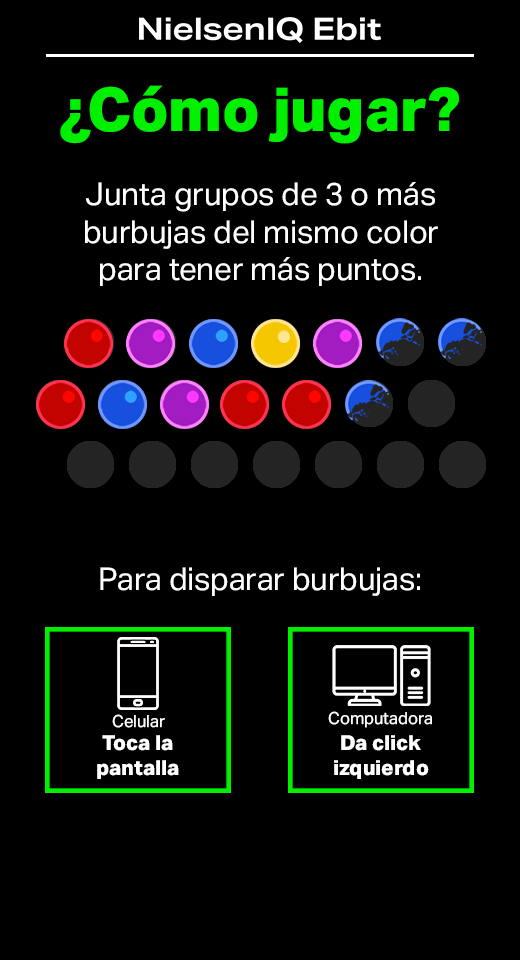 NielsenIQ Ebit
¿Cómo jugar?
Junta grupos de 3 o más
burbujas del mismo color
para tener más puntos.
Para disparar burbujas:
Celular
Toca la
pantalla
Computadora
Da click
izquierdo